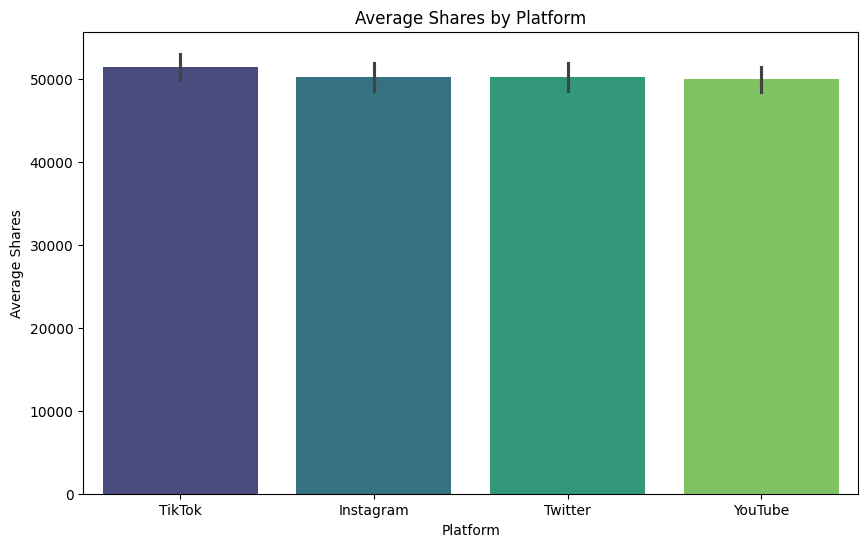 Average Shares by Platform
Average Shares
50000
40000
30000
20000
10000
0
TikTok Instagram Twitter YouTube
Platform